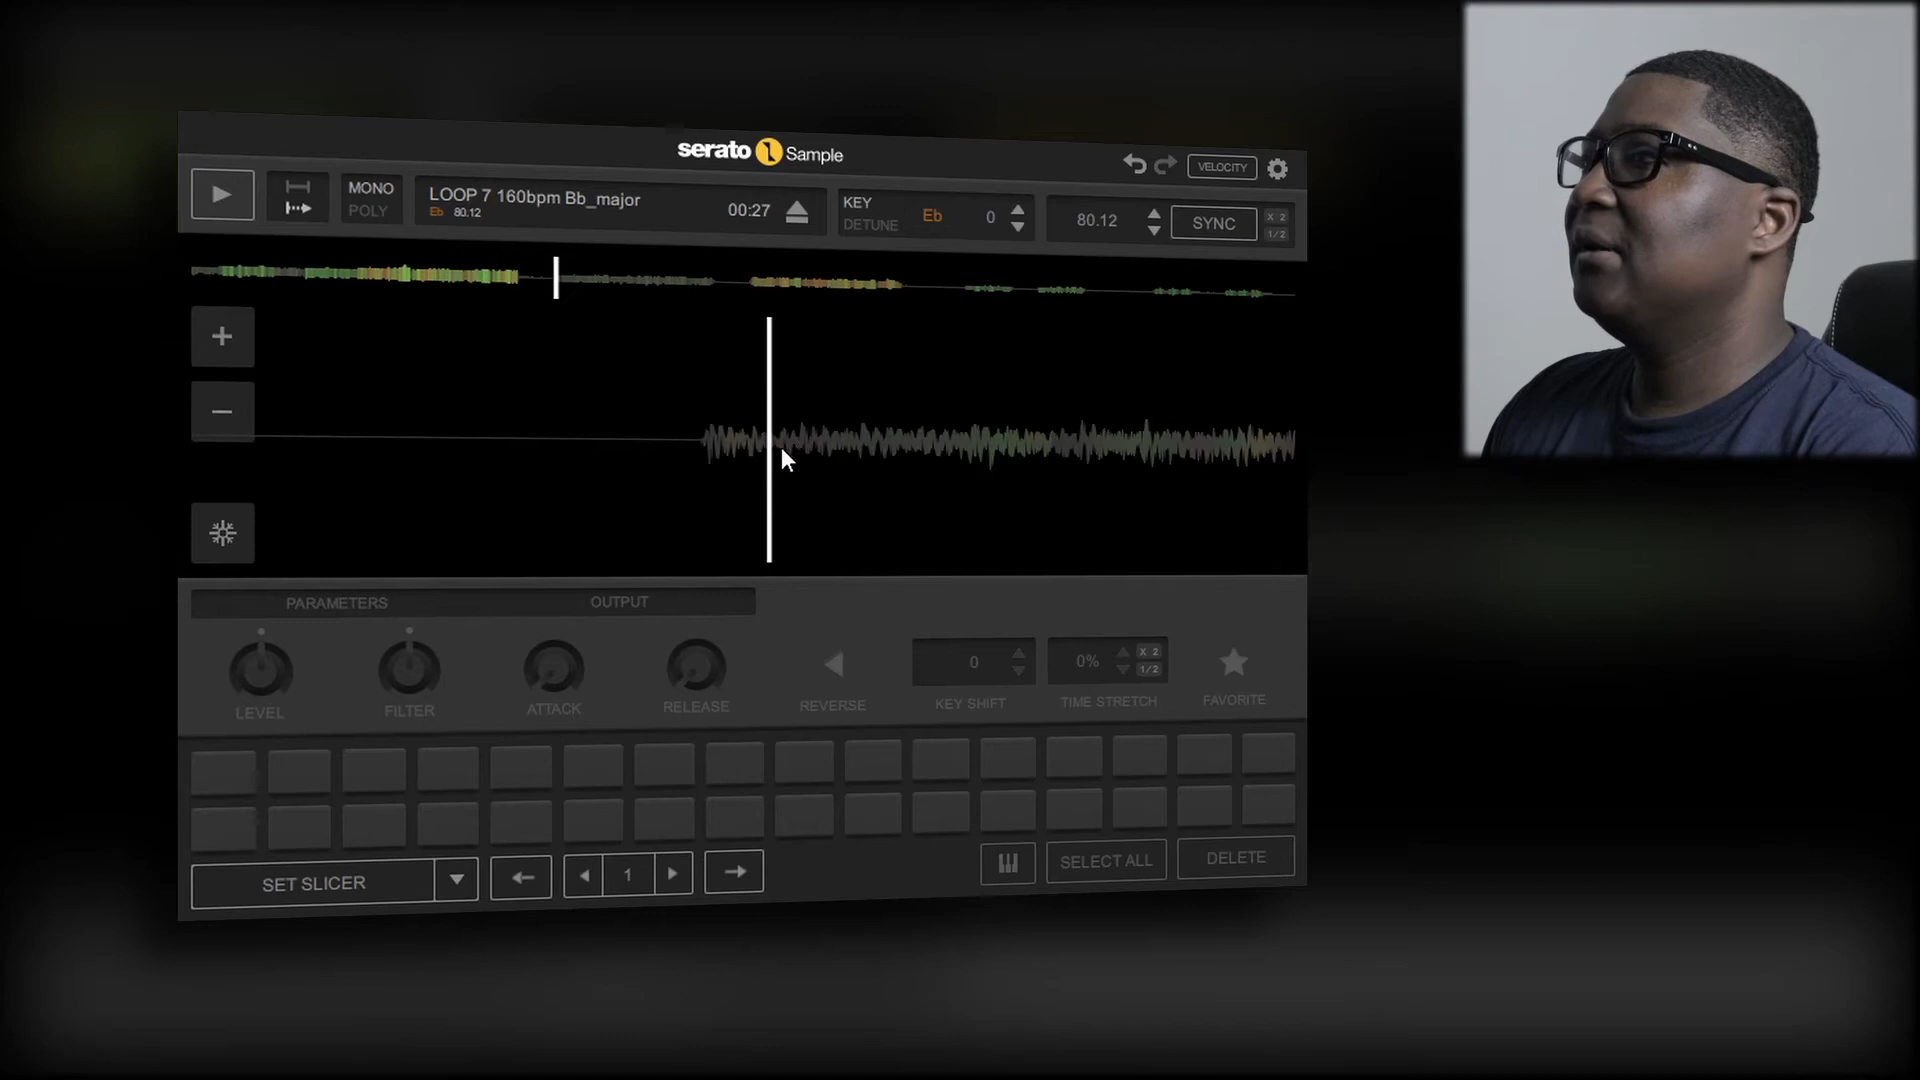 serato Sample
VELOCITY
MONO
POLY
LOOP 7 160bpm Bb_major
Eb 80.12
00:27
KEY
DETUNE
Eb
0
80.12
SYNC
X 2
1/2
PARAMETERS
OUTPUT
0
0%
X 2
1/2
LEVEL
FILTER
ATTACK
RELEASE
REVERSE
KEY SHIFT
TIME STRETCH
FAVORITE
SET SLICER
1
SELECT ALL
DELETE